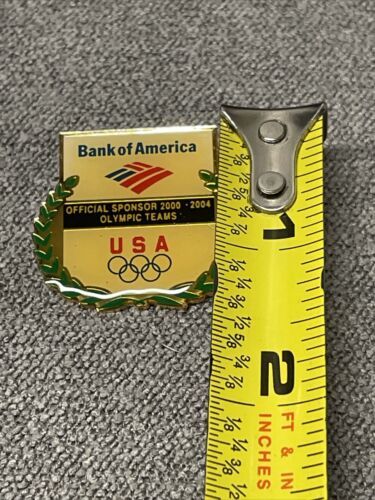 Bank of America
OFFICIAL SPONSOR 2000 - 2004
OLYMPIC TEAMS
USA
1
2
FT & IN
INCHES